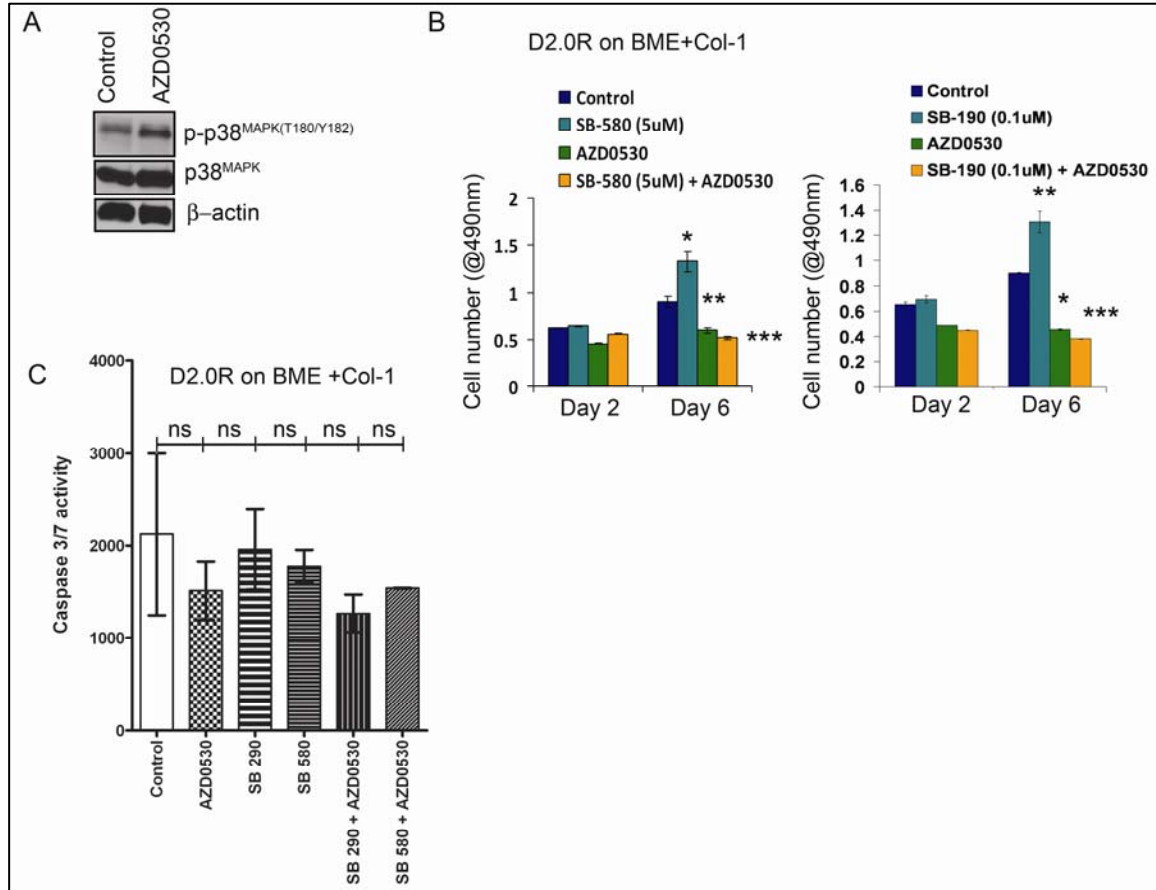 A
Control
AZD0530
p-p38MAPK(T180/Y182)
p38MAPK
β–actin
B
D2.0R on BME+Col-1
Control
SB-580 (5uM)
AZD0530
SB-580 (5uM) + AZD0530
Cell number (@490nm)
2
1.5
1
0.5
0
*
**
***
Day 2
Day 6
Control
SB-190 (0.1uM)
AZD0530
SB-190 (0.1uM) + AZD0530
Cell number (@490nm)
1.6
1.4
1.2
1
0.8
0.6
0.4
0.2
0
**
*
***
Day 2
Day 6
C
D2.0R on BME +Col-1
Caspase 3/7 activity
4000
3000
2000
1000
0
ns
ns
ns
ns
ns
Control
AZD0530
SB 290
SB 580
SB 290 + AZD0530
SB 580 + AZD0530